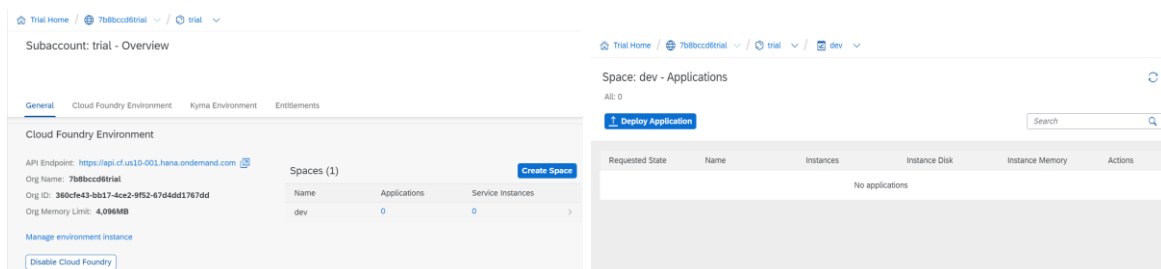 Trial Home / 7b8bccd6trial / trial
Subaccount: trial - Overview
General Cloud Foundry Environment Kyma Environment Entitlements
Cloud Foundry Environment
API Endpoint: https://api.cf.us10-001.hana.ondemand.com
Org Name: 7b8bccd6trial
Org ID: 360cfe43-bb17-4ce2-9f52-67d4dd1767dd
Org Memory Limit: 4,096MB
Manage environment instance
Disable Cloud Foundry
Spaces (1) Create Space
Name Applications Service Instances
dev 0 0
Trial Home / 7b8bccd6trial / trial / dev
Space: dev - Applications
All: 0
Deploy Application Search
Requested State Name Instances Instance Disk Instance Memory Actions
No applications